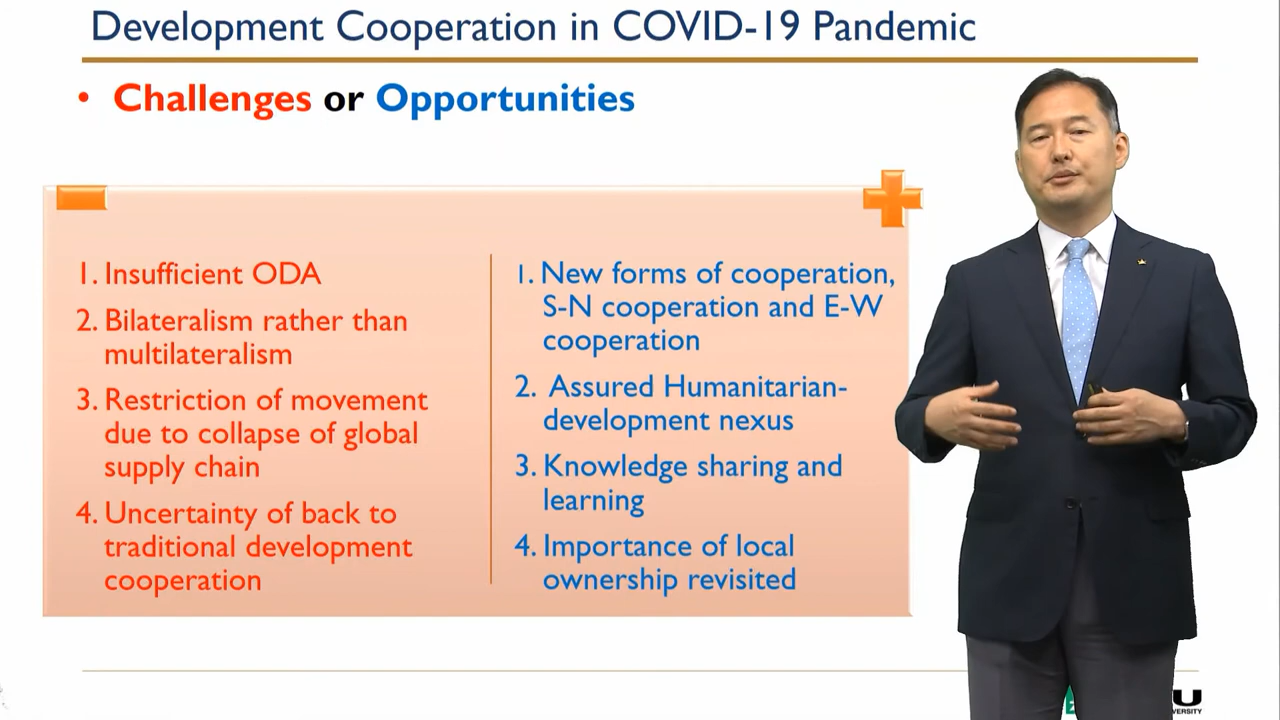 Development Cooperation in COVID-19 Pandemic
• Challenges or Opportunities
1. Insufficient ODA
2. Bilateralism rather than
multilateralism
3. Restriction of movement
due to collapse of global
supply chain
4. Uncertainty of back to
traditional development
cooperation
1. New forms of cooperation,
S-N cooperation and E-W
cooperation
2. Assured Humanitarian-
development nexus
3. Knowledge sharing and
learning
4. Importance of local
ownership revisited
U
VERSITY